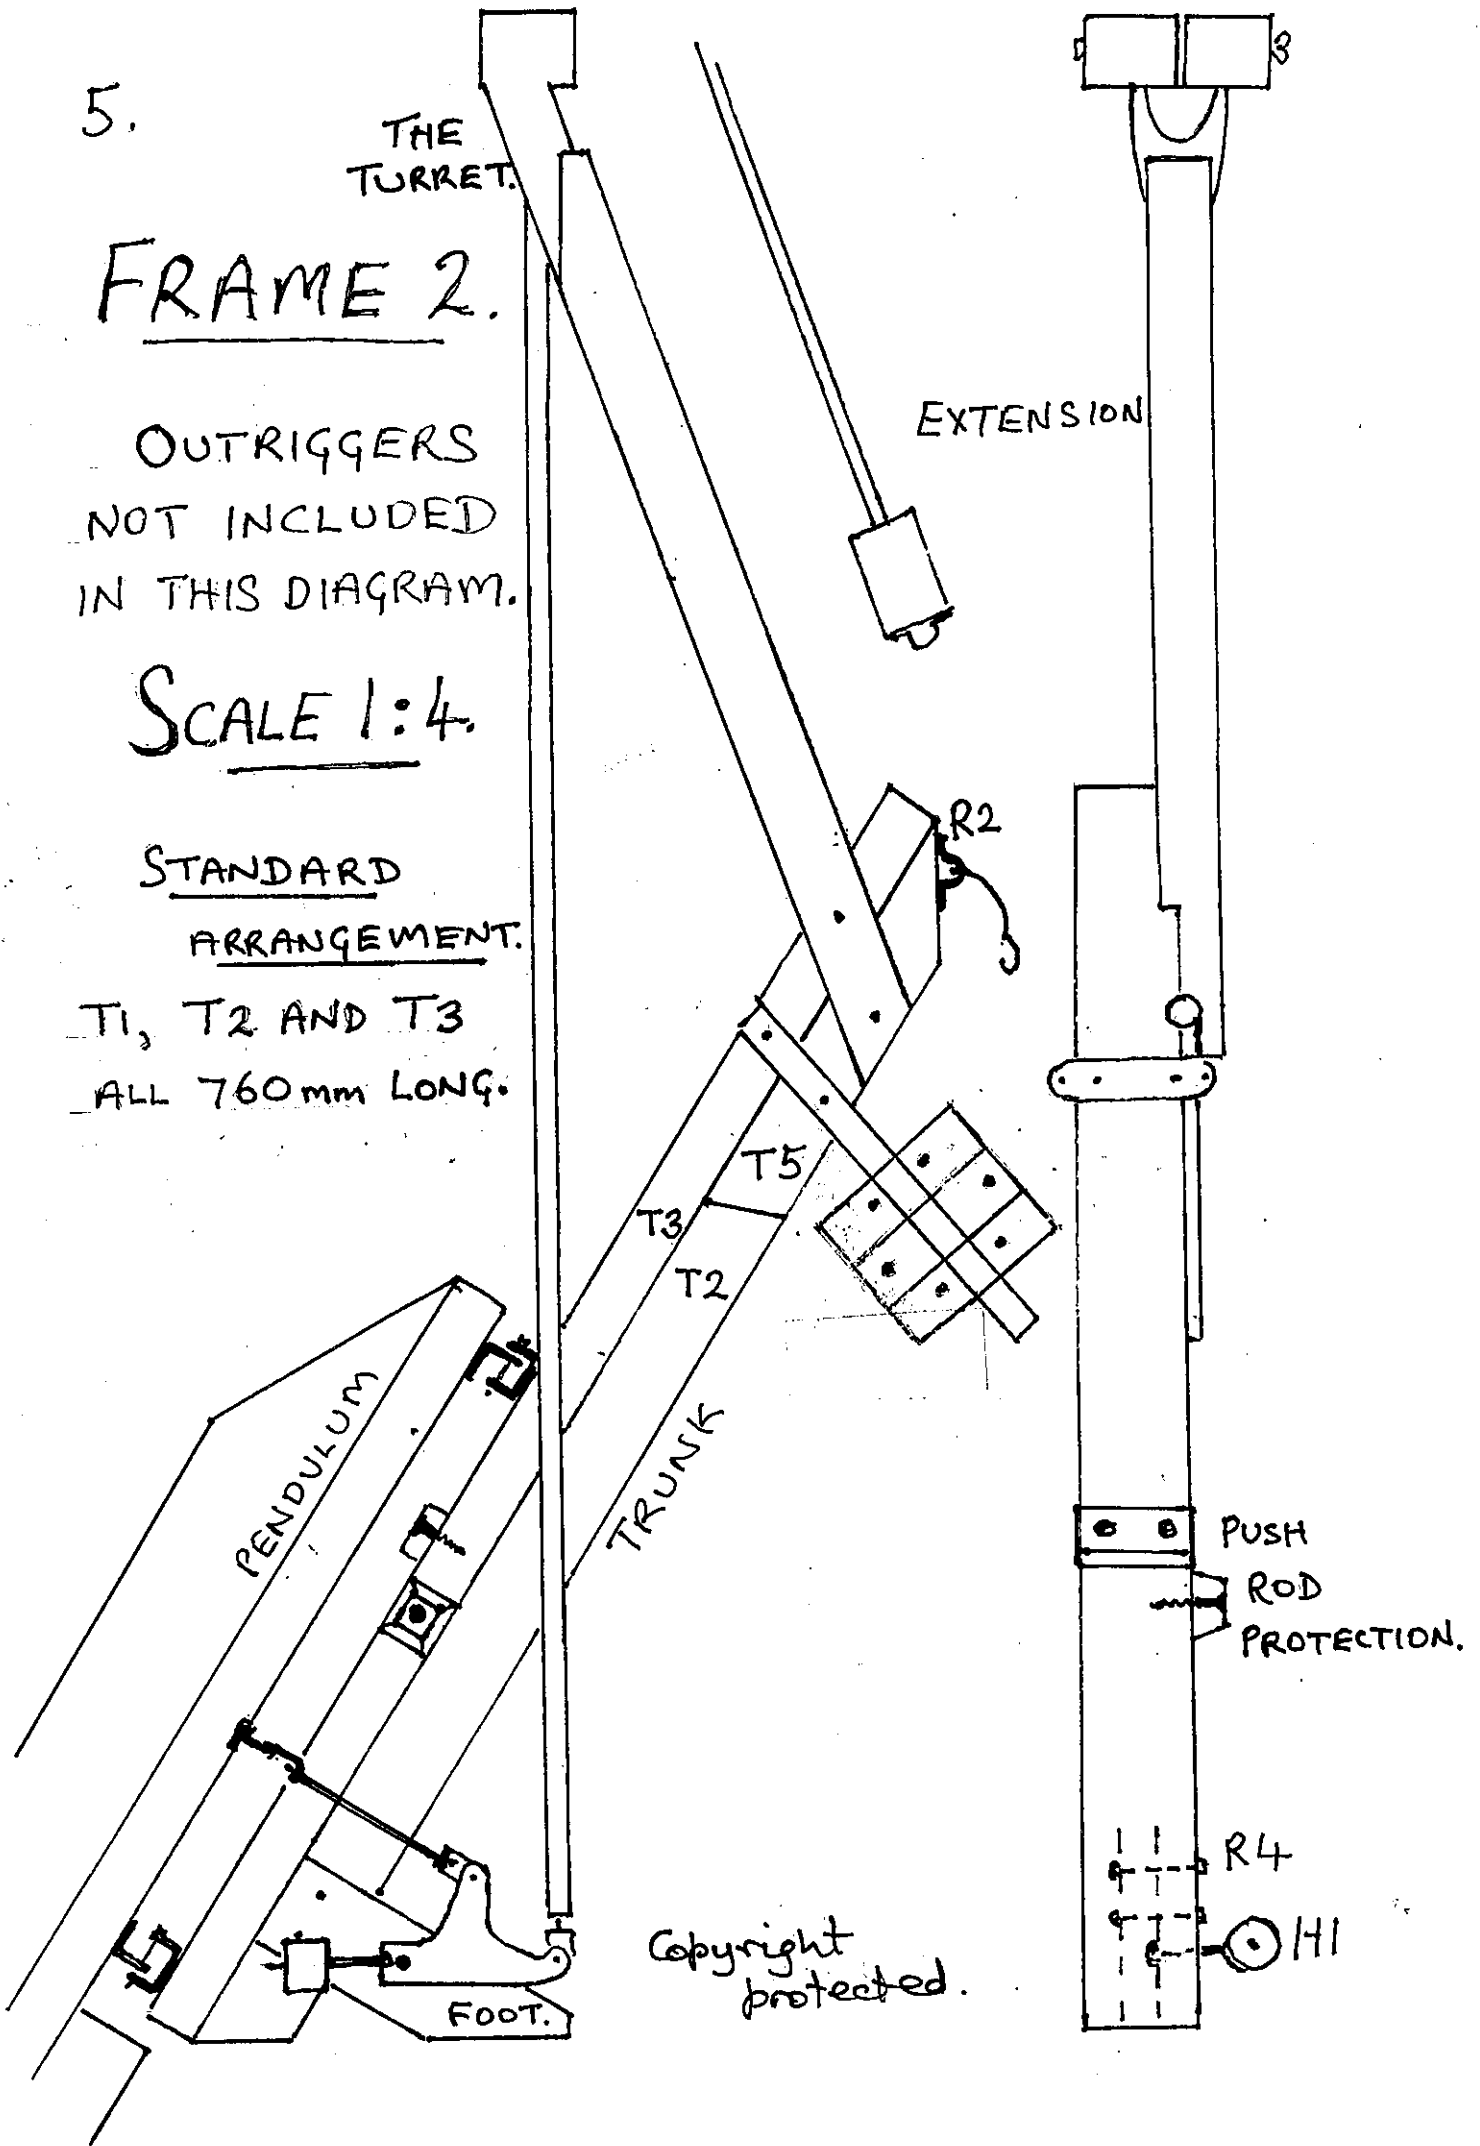 5.
THE
TURRET.
FRAME 2.
OUTRIGGERS
NOT INCLUDED
IN THIS DIAGRAM.
SCALE 1:4.
STANDARD
ARRANGEMENT.
T1, T2 AND T3
ALL 760mm LONG.
EXTENSION
R2
T5
T3
T2
PENDULUM
TRUNK
PUSH
ROD
PROTECTION.
R4
H1
FOOT.
Copyright
protected.